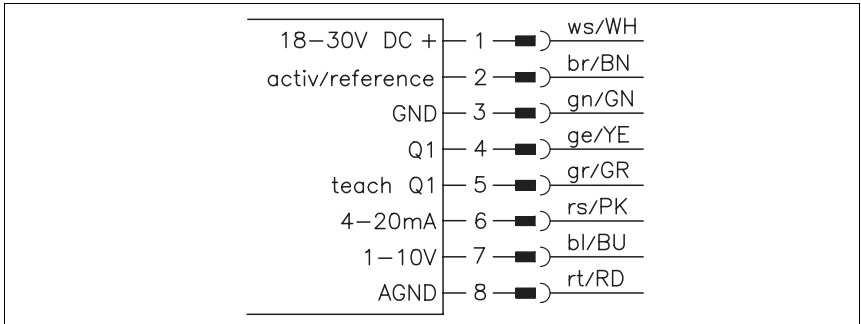 18-30V DC + 1 ws/WH
activ/reference 2 br/BN
GND 3 gn/GN
Q1 4 ge/YE
teach Q1 5 gr/GR
4-20mA 6 rs/PK
1-10V 7 bl/BU
AGND 8 rt/RD